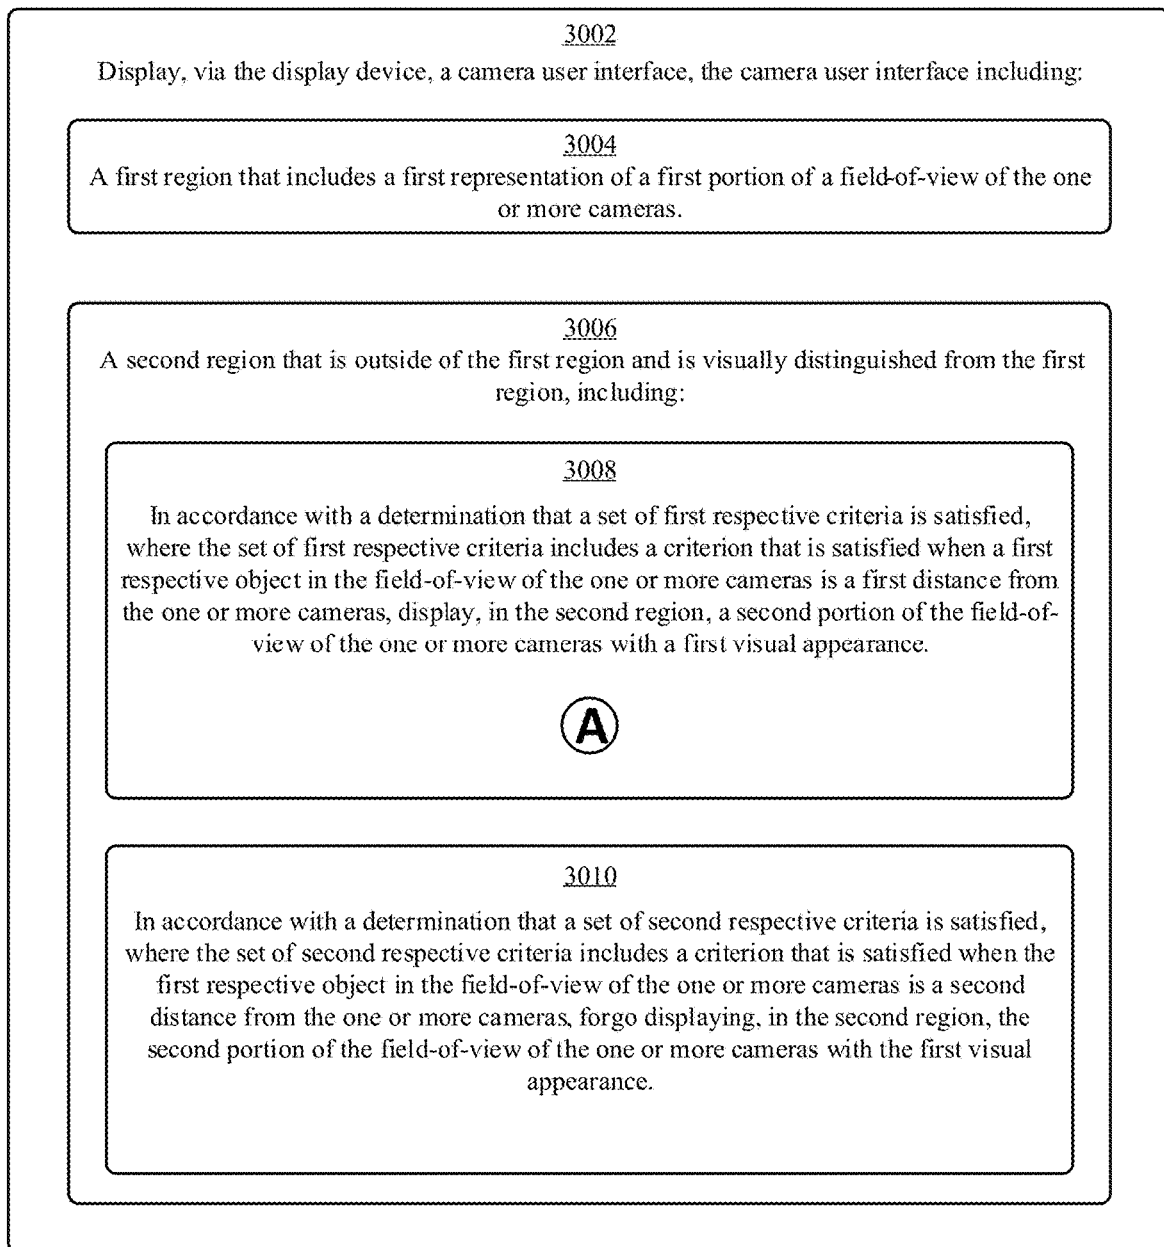 3002
Display, via the display device, a camera user interface, the camera user interface including:
3004
A first region that includes a first representation of a first portion of a field-of-view of the one
or more cameras.
3006
A second region that is outside of the first region and is visually distinguished from the first
region, including:
3008
In accordance with a determination that a set of first respective criteria is satisfied,
where the set of first respective criteria includes a criterion that is satisfied when a first
respective object in the field-of-view of the one or more cameras is a first distance from
the one or more cameras, display, in the second region, a second portion of the field-of-
view of the one or more cameras with a first visual appearance.
A
3010
In accordance with a determination that a set of second respective criteria is satisfied,
where the set of second respective criteria includes a criterion that is satisfied when the
first respective object in the field-of-view of the one or more cameras is a second
distance from the one or more cameras, forgo displaying, in the second region, the
second portion of the field-of-view of the one or more cameras with the first visual
appearance.